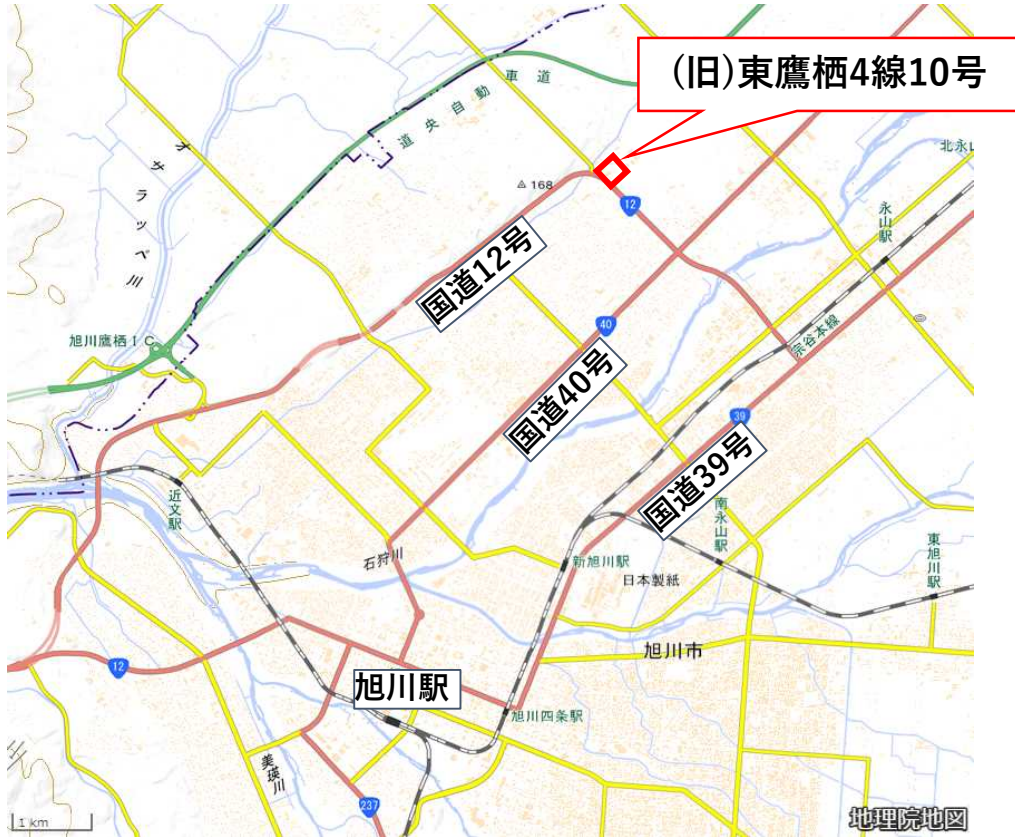 (旧)東鷹栖4線10号
道央自動車道
オサラッペ川
168
北永山
永山駅
12
国道12号
旭川鷹栖IC
40
宗谷本線
国道40号
39
国道39号
近文駅
南永山駅
東旭川駅
石狩川
新旭川駅
日本製紙
旭川市
12
旭川駅
旭川四条駅
美瑛川
237
1 km
地理院地図